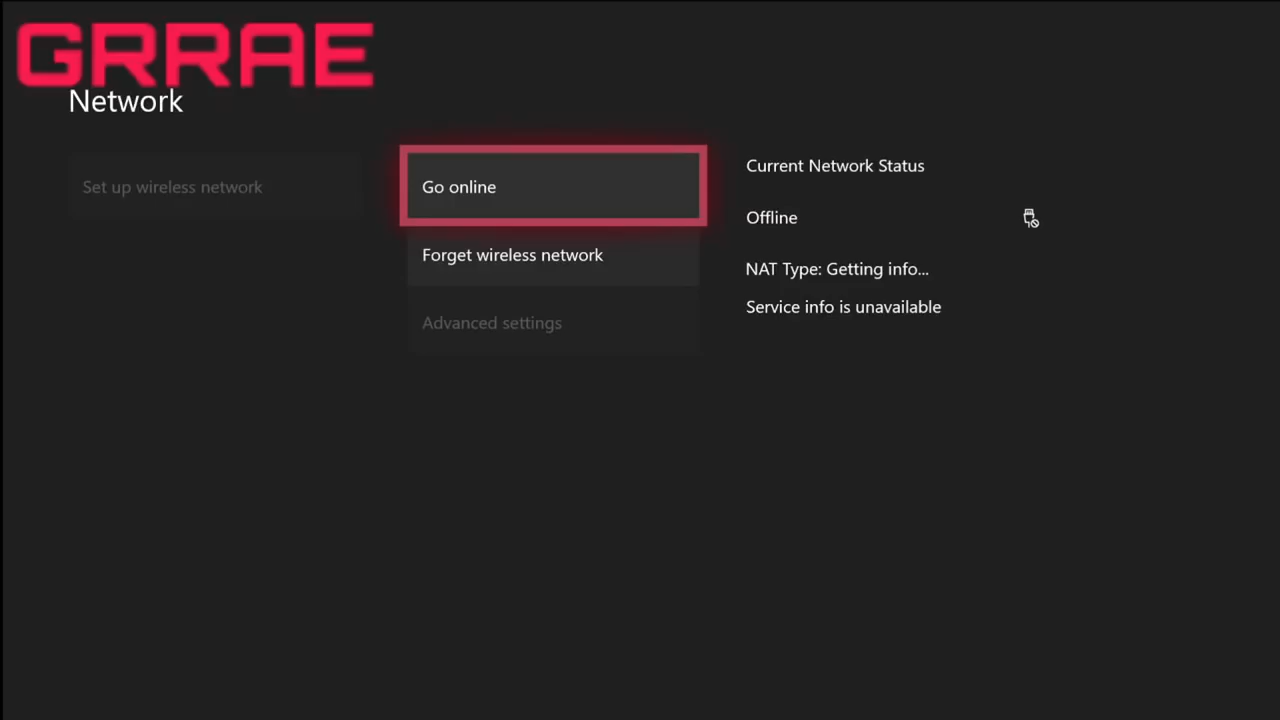 GRRAE
Network
Set up wireless network
Go online
Forget wireless network
Advanced settings
Current Network Status
Offline
NAT Type: Getting info...
Service info is unavailable